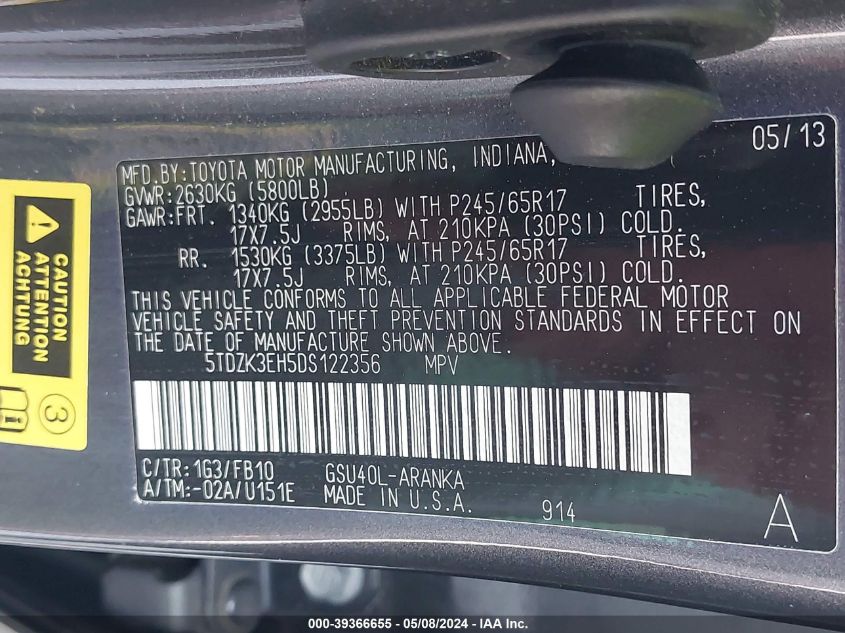 05/13
MFD.BY:TOYOTA MOTOR MANUFACTURING, INDIANA,
GVWR:2630KG (5800LB)
GAWR:FRT. 1340KG (2955LB) WITH P245/65R17 TIRES,
17X7.5J RIMS, AT 210KPA (30PSI) COLD.
RR. 1530KG (3375LB) WITH P245/65R17 TIRES,
17X7.5J RIMS, AT 210KPA (30PSI) COLD.
THIS VEHICLE CONFORMS TO ALL APPLICABLE FEDERAL MOTOR
VEHICLE SAFETY AND THEFT PREVENTION STANDARDS IN EFFECT ON
THE DATE OF MANUFACTURE SHOWN ABOVE.
5TDZK3EH5DS122356 MPV
C/TR:1G3/FB10 GSU40L-ARANKA
A/TM:-02A/U151E MADE IN U.S.A.
914
A
CAUTION
ATTENTION
ACHTUNG
3
000-39366655 - 05/08/2024 - IAA Inc.